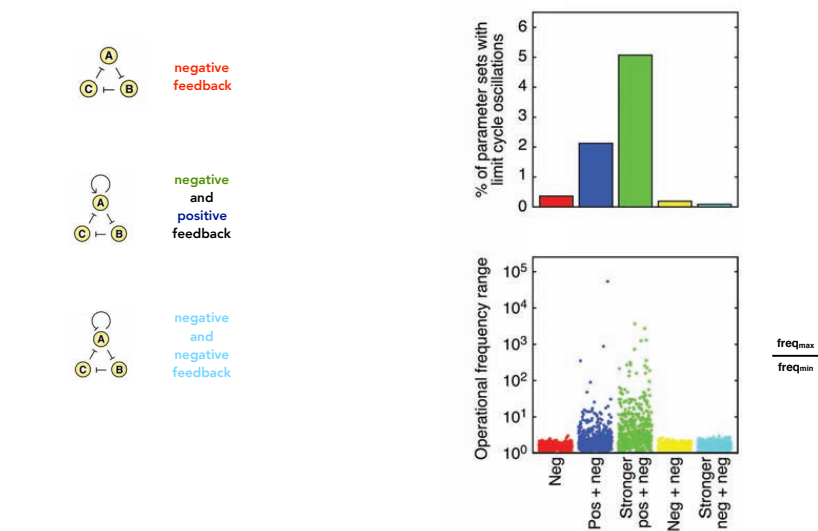 A
C
B
negative
feedback
A
C
B
negative
and
positive
feedback
A
C
B
negative
and
negative
feedback
% of parameter sets with
limit cycle oscillations
6
5
4
3
2
1
0
Operational frequency range
10⁵
10⁴
10³
10²
10¹
10⁰
Neg
Pos + neg
Stronger
pos + neg
Neg + neg
Stronger
neg + neg
freqmax
freqmin